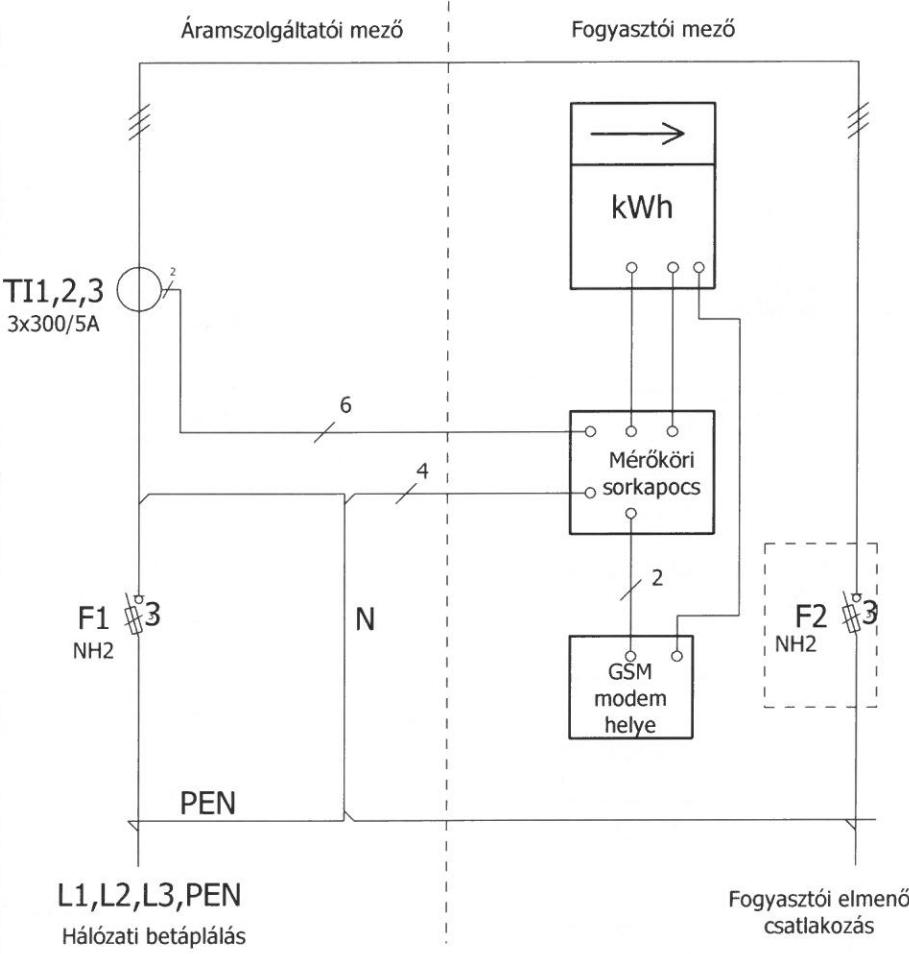 Áramszolgáltatói mező
Fogyasztói mező
kWh
TI1,2,3
3x300/5A
2
6
Mérőköri
sorkapocs
4
2
F1
NH2
3
N
F2
NH2
3
GSM
modem
helye
PEN
L1,L2,L3,PEN
Hálózati betáplálás
Fogyasztói elmenő
csatlakozás